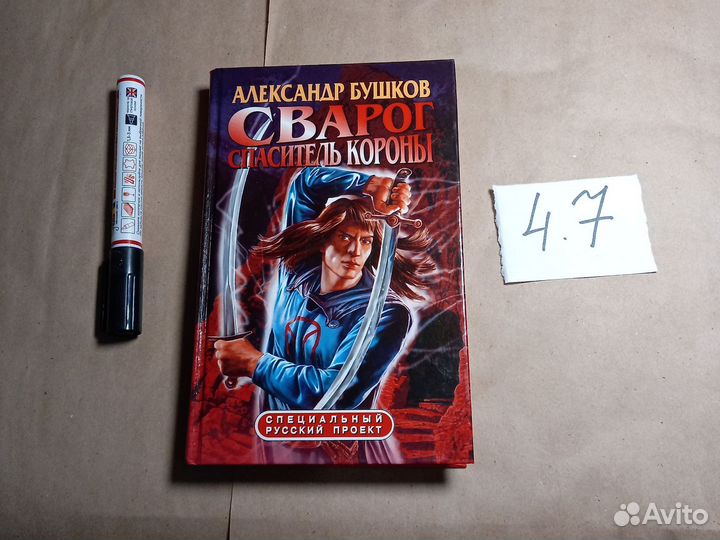 АЛЕКСАНДР БУШКОВ
СВАРОГ
СПАСИТЕЛЬ КОРОНЫ
СПЕЦИАЛЬНЫЙ
РУССКИЙ ПРОЕКТ
4.7
Avito